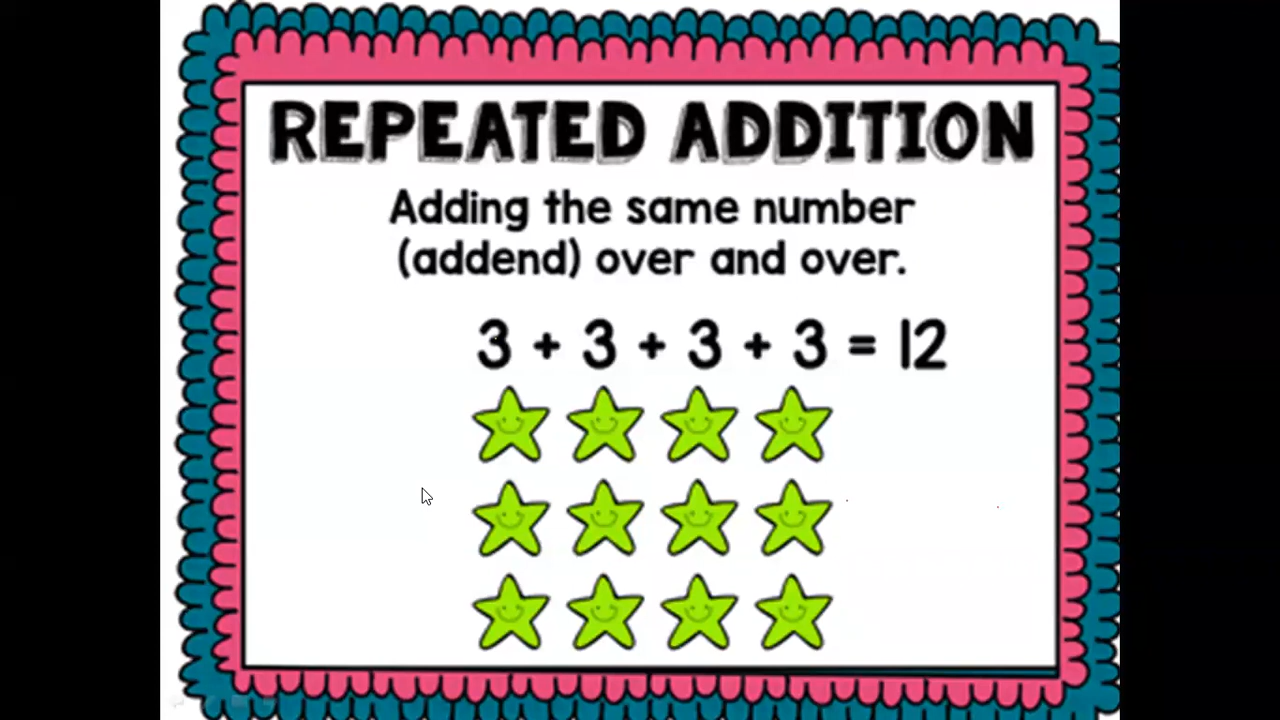 REPEATED ADDITION
Adding the same number
(addend) over and over.
3 + 3 + 3 + 3 = 12